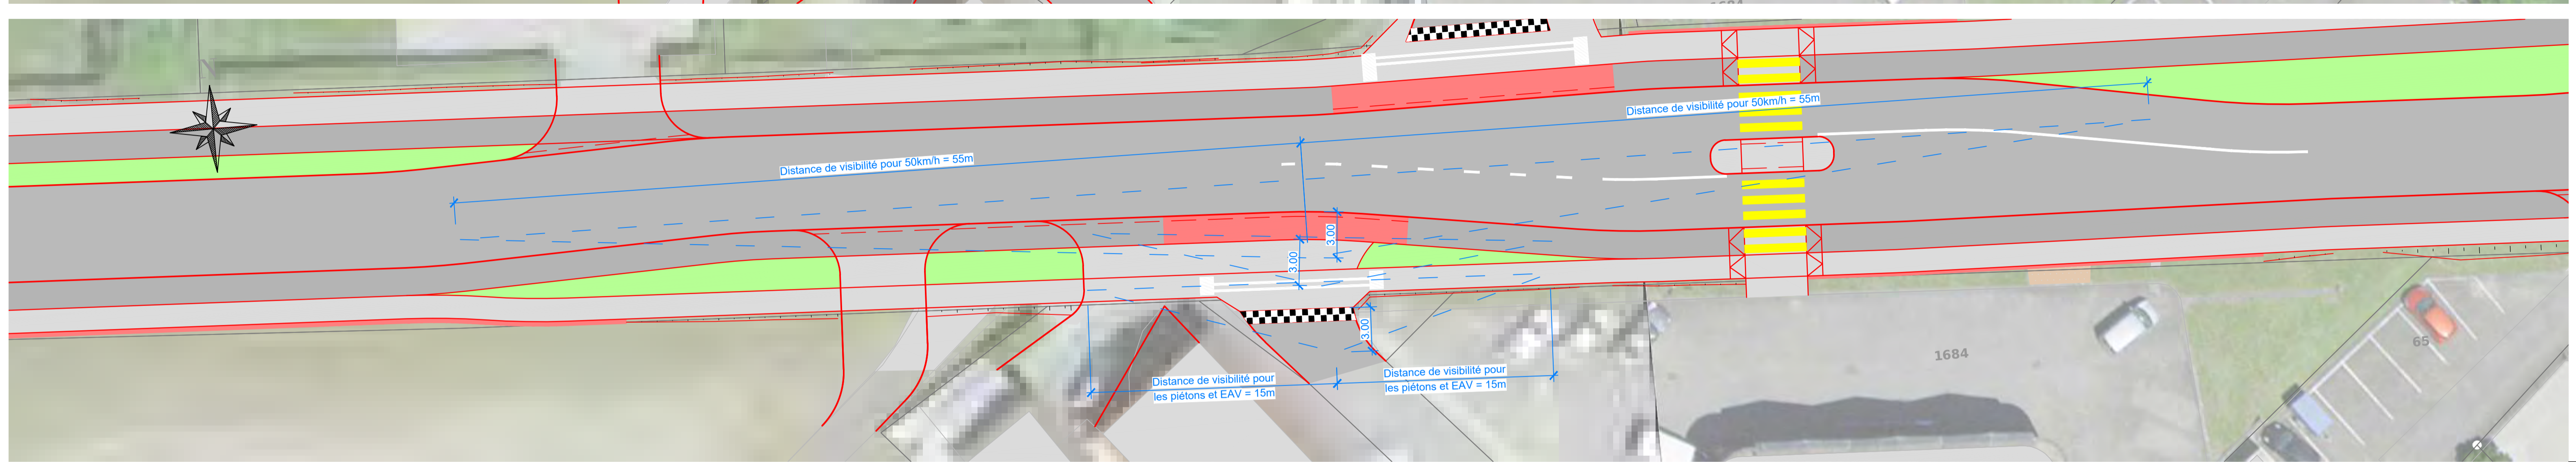 1684
Distance de visibilité pour 50km/h = 55m
Distance de visibilité pour 50km/h = 55m
3.00
3.00
3.00
Distance de visibilité pour
les piétons et EAV = 15m
Distance de visibilité pour
les piétons et EAV = 15m
1684
65